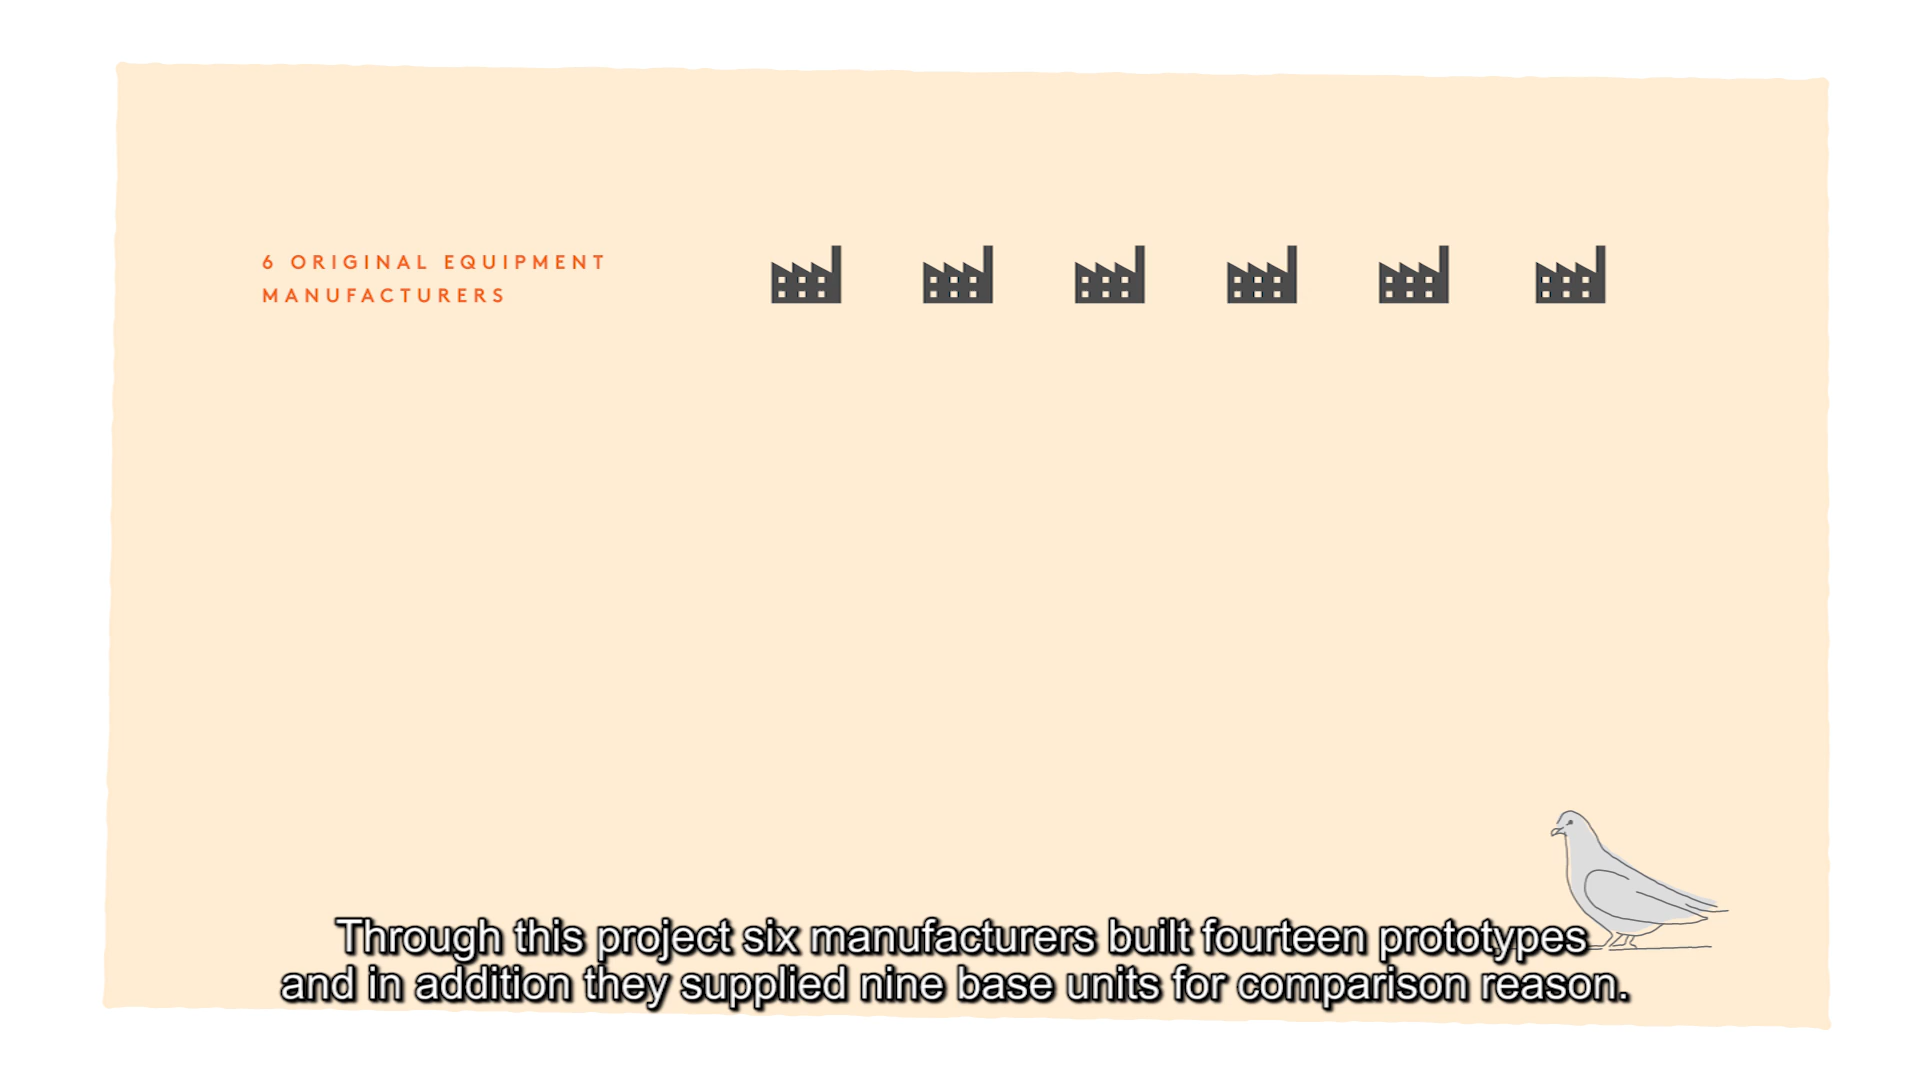 6 ORIGINAL EQUIPMENT
MANUFACTURERS
Through this project six manufacturers built fourteen prototypes
and in addition they supplied nine base units for comparison reason.